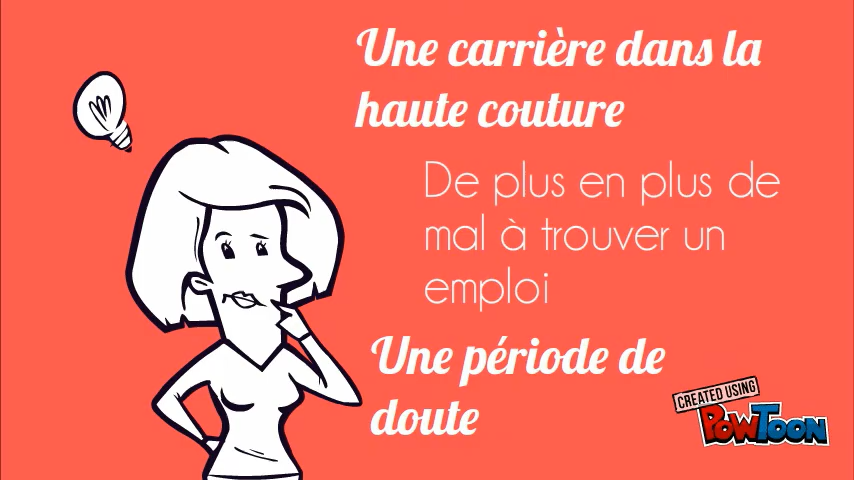 Une carrière dans la
haute couture
De plus en plus de
mal à trouver un
emploi
Une période de
doute
CREATED USING
POWTOON